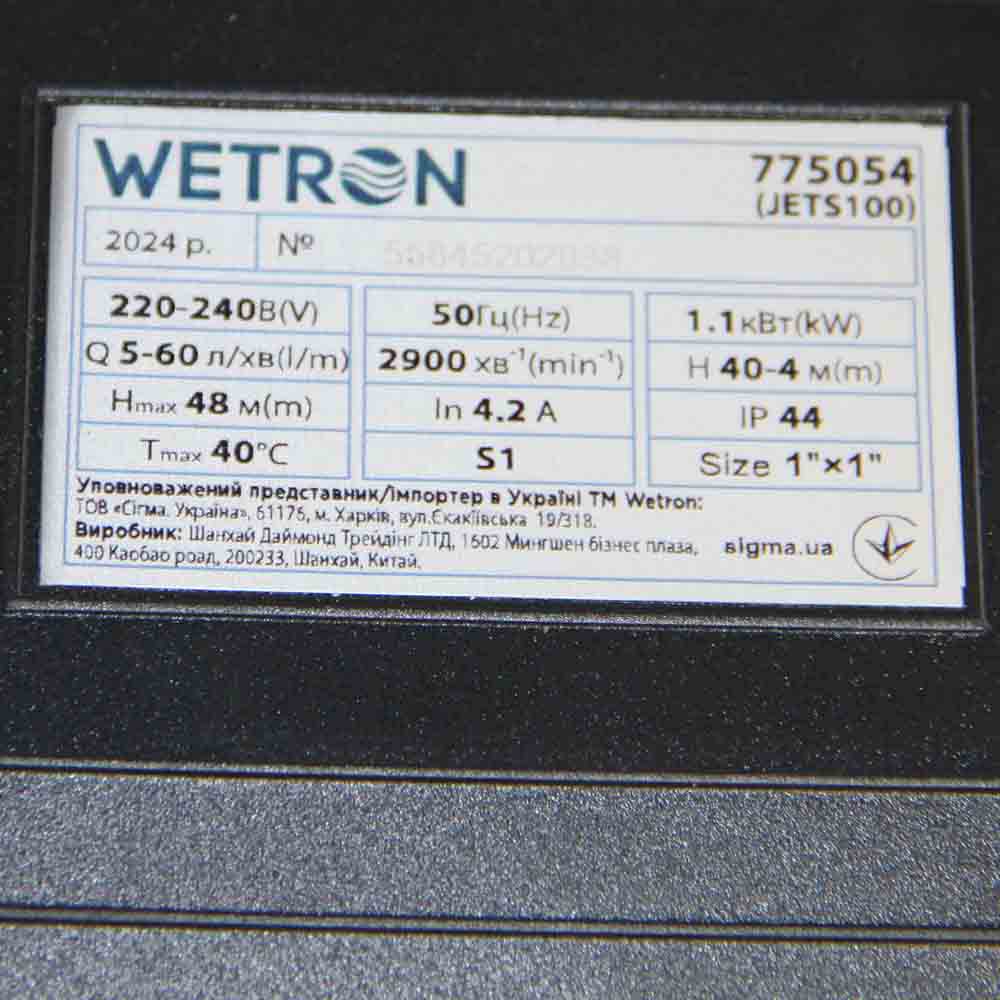 WETRON
775054
(JETS100)
2024 р.
№
220-240В(V)
50Гц(Hz)
1.1кВт(kW)
Q 5-60 л/хв(l/m)
2900 хв⁻¹(min⁻¹)
H 40-4 м(m)
Hmax 48 м(m)
In 4.2 A
IP 44
Tmax 40°C
S1
Size 1"×1"
Уповноважений представник/Імпортер в Україні ТМ Wetron:
ТОВ «Сігма. Україна», 61176, м. Харків, вул.Єкаківська 19/318.
Виробник: Шанхай Даймонд Трейдінг ЛТД, 1602 Мингшен бізнес плаза,
400 Каобао роад, 200233, Шанхай, Китай.
sigma.ua